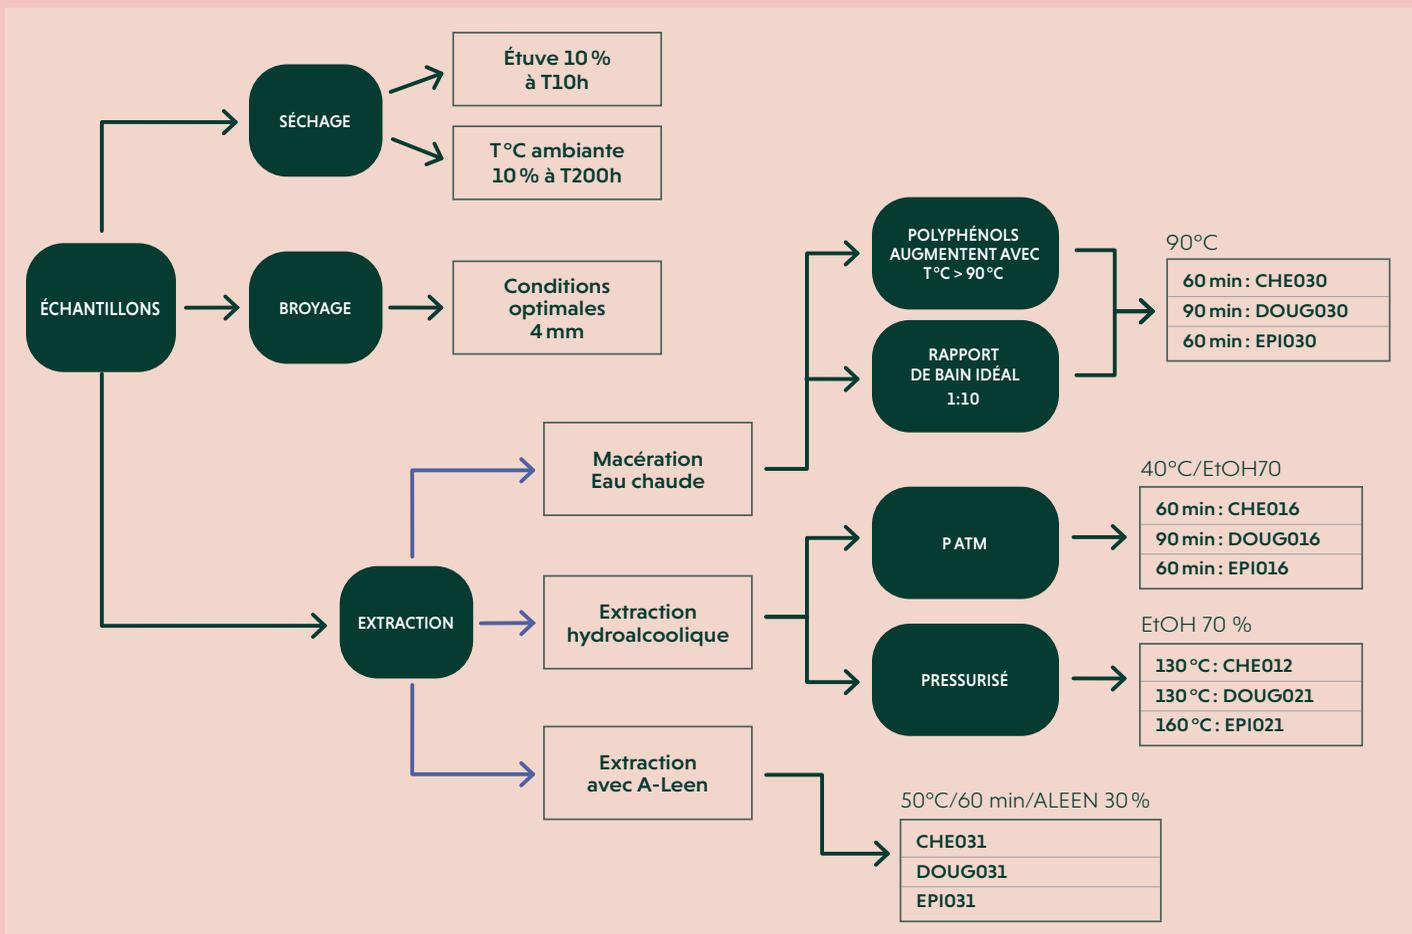 Étuve 10 %
à T10h
SÉCHAGE
T °C ambiante
10 % à T200h
ÉCHANTILLONS
BROYAGE
Conditions
optimales
4 mm
POLYPHÉNOLS
AUGMENTENT AVEC
T °C > 90 °C
RAPPORT
DE BAIN IDÉAL
1:10
90°C
60 min : CHE030
90 min : DOUG030
60 min : EPI030
Macération
Eau chaude
EXTRACTION
Extraction
hydroalcoolique
P ATM
40°C/EtOH70
60 min : CHE016
90 min : DOUG016
60 min : EPI016
PRESSURISÉ
EtOH 70 %
130 °C : CHE012
130 °C : DOUG021
160 °C : EPI021
Extraction
avec A-Leen
50°C/60 min/ALEEN 30 %
CHE031
DOUG031
EPI031